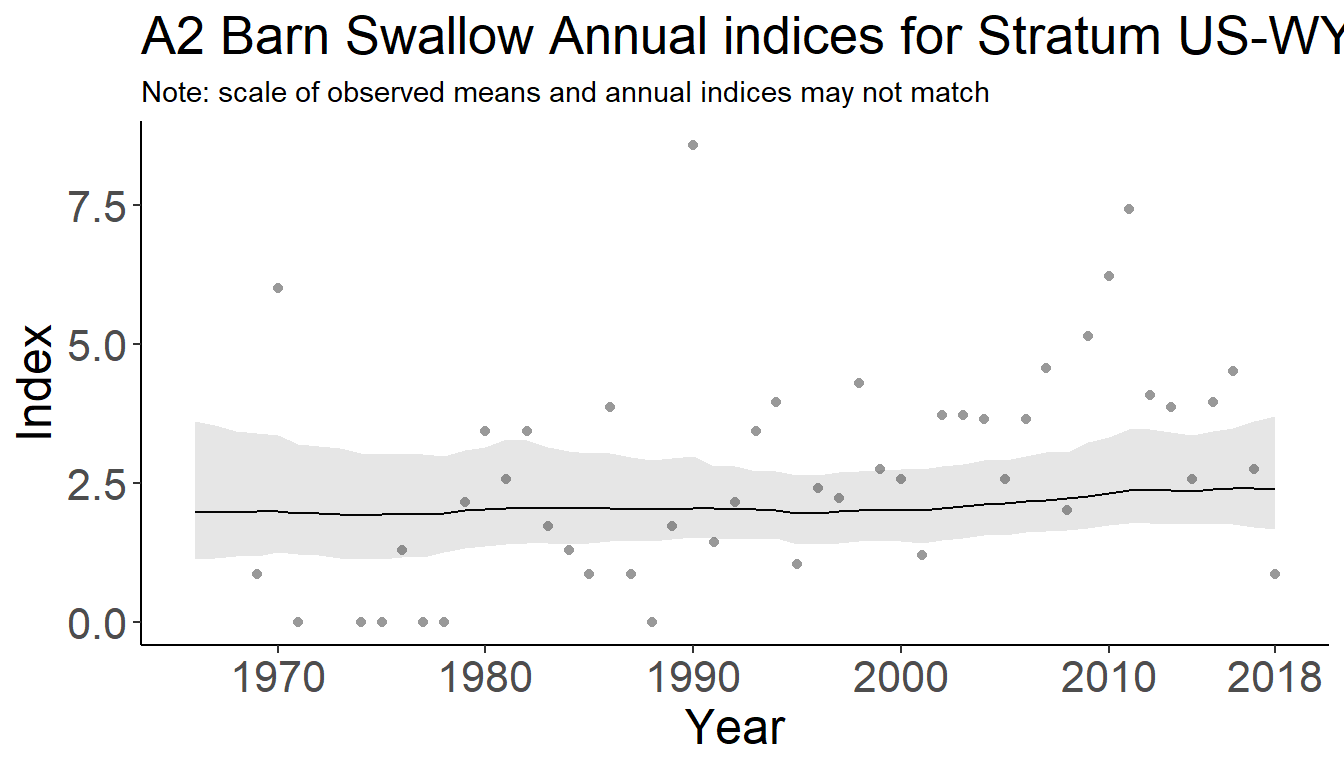 A2 Barn Swallow Annual indices for Stratum US-WY
Note: scale of observed means and annual indices may not match
Index
7.5
5.0
2.5
0.0
1970 1980 1990 2000 2010 2018
Year